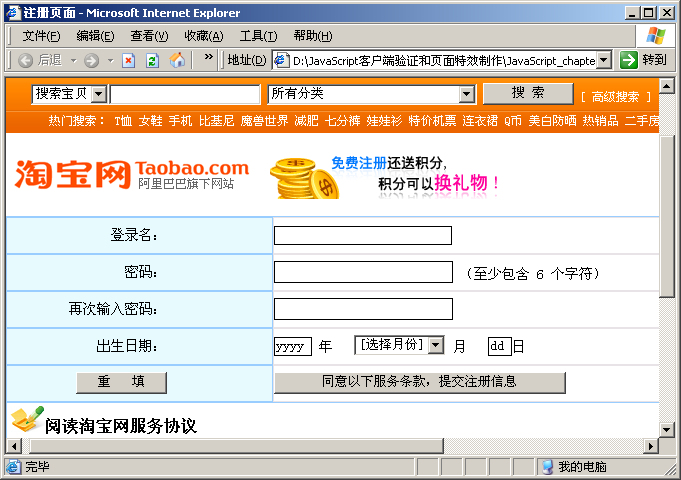 注册页面 - Microsoft Internet Explorer
文件(F) 编辑(E) 查看(V) 收藏(A) 工具(T) 帮助(H)
后退 » 地址(D) D:\JavaScript客户端验证和页面特效制作\JavaScript_chapte 转到
搜索宝贝 所有分类 搜 索 [ 高级搜索 ]
热门搜索： T恤 女鞋 手机 比基尼 魔兽世界 减肥 七分裤 娃娃衫 特价机票 连衣裙 Q币 美白防晒 热销品 二手房
淘宝网 Taobao.com
阿里巴巴旗下网站
免费注册还送积分,
积分可以换礼物！
登录名:
密码: （至少包含 6 个字符）
再次输入密码:
出生日期: yyyy 年 [选择月份] 月 dd 日
重 填 同意以下服务条款，提交注册信息
阅读淘宝网服务协议
完毕 我的电脑